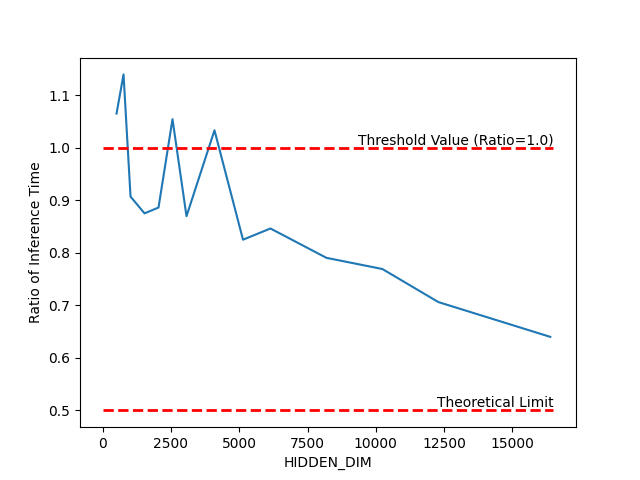 1.1
1.0
0.9
0.8
0.7
0.6
0.5
Ratio of Inference Time
Threshold Value (Ratio=1.0)
Theoretical Limit
0 2500 5000 7500 10000 12500 15000
HIDDEN_DIM